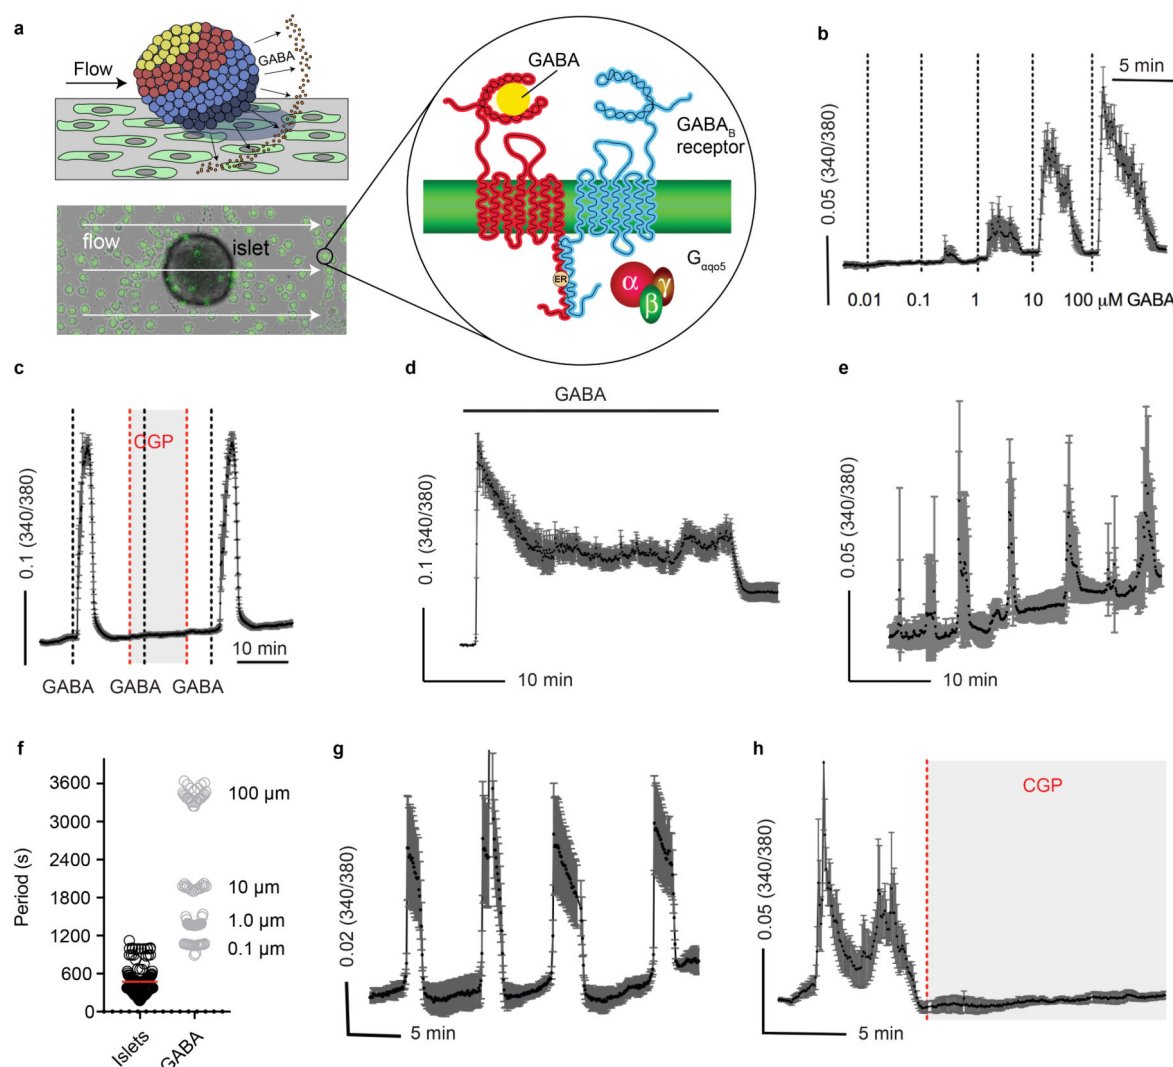 a
Flow
GABA
flow
islet
GABA
GABA_B
receptor
G_αqo5
ER
α
β
γ
b
5 min
0.05 (340/380)
0.01 0.1 1 10 100 μM GABA
c
CGP
0.1 (340/380)
10 min
GABA GABA GABA
d
GABA
0.1 (340/380)
10 min
e
0.05 (340/380)
10 min
f
Period (s)
3600
3000
2400
1800
1200
600
0
100 μm
10 μm
1.0 μm
0.1 μm
Islets
GABA
g
0.02 (340/380)
5 min
h
CGP
0.05 (340/380)
5 min